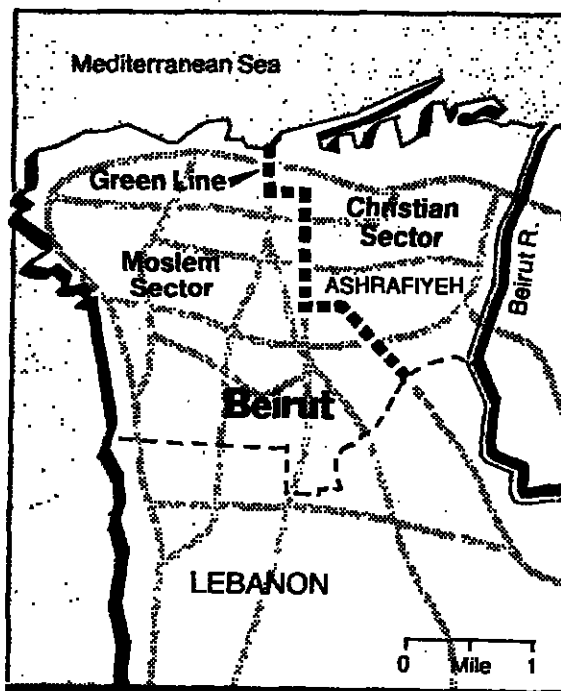 Mediterranean Sea
Green Line
Christian
Sector
Moslem
Sector
ASHRAFIYEH
Beirut R.
Beirut
LEBANON
0 Mile 1